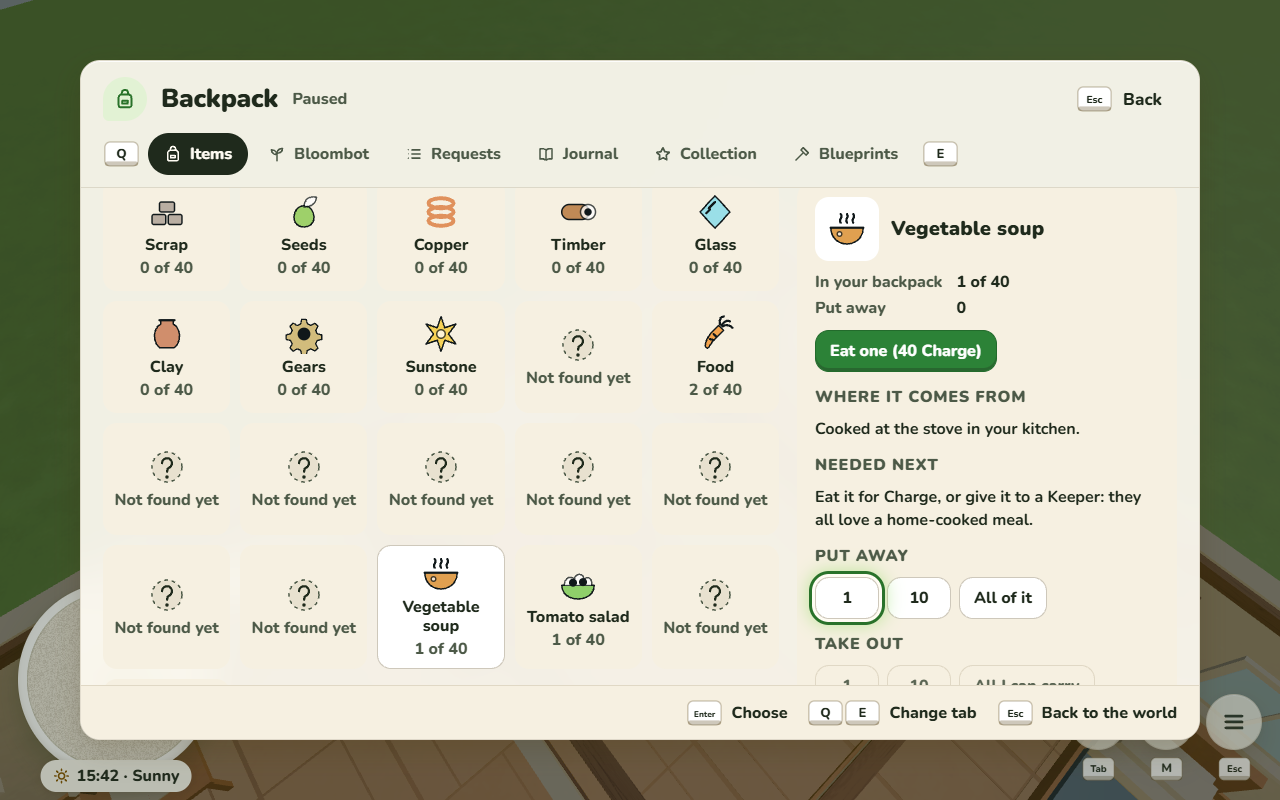 Backpack Paused
Esc Back
Q Items Bloombot Requests Journal Collection Blueprints E
Scrap
0 of 40
Seeds
0 of 40
Copper
0 of 40
Timber
0 of 40
Glass
0 of 40
Clay
0 of 40
Gears
0 of 40
Sunstone
0 of 40
Not found yet
Food
2 of 40
Not found yet
Not found yet
Not found yet
Not found yet
Not found yet
Not found yet
Not found yet
Vegetable
soup
1 of 40
Tomato salad
1 of 40
Not found yet
Vegetable soup
In your backpack 1 of 40
Put away 0
Eat one (40 Charge)
WHERE IT COMES FROM
Cooked at the stove in your kitchen.
NEEDED NEXT
Eat it for Charge, or give it to a Keeper: they
all love a home-cooked meal.
PUT AWAY
1 10 All of it
TAKE OUT
1 10 All I can carry
Enter Choose Q E Change tab Esc Back to the world
15:42 · Sunny
Tab M Esc